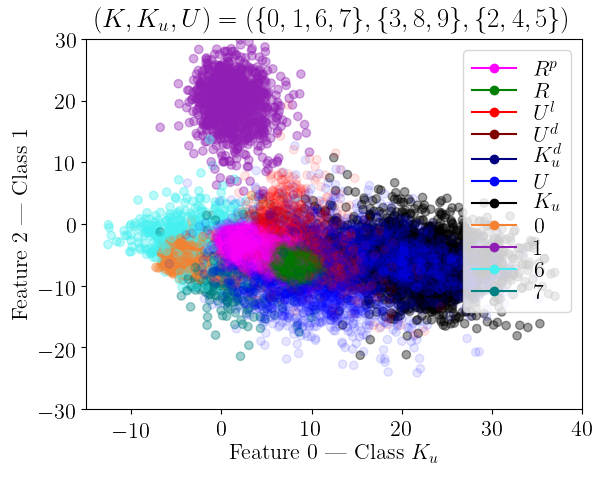 (K, K_u, U) = ({0, 1, 6, 7}, {3, 8, 9}, {2, 4, 5})
30
20
10
0
−10
−20
−30
Feature 2 — Class 1
−10 0 10 20 30 40
Feature 0 — Class K_u
R^p
R
U^l
U^d
K_u^d
U
K_u
0
1
6
7